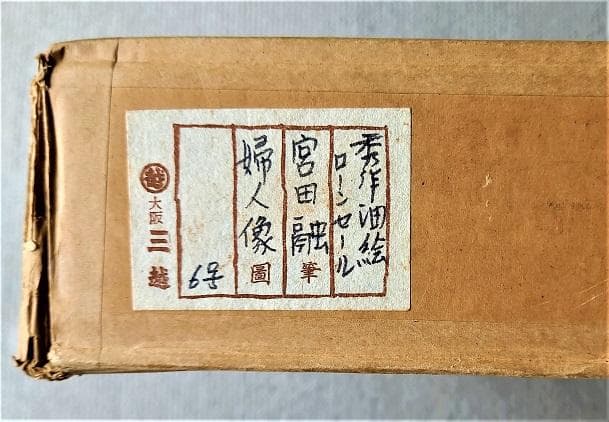 秀作油絵
ローンセール
宮田融筆
婦人像圖
6号
越
大阪
三越